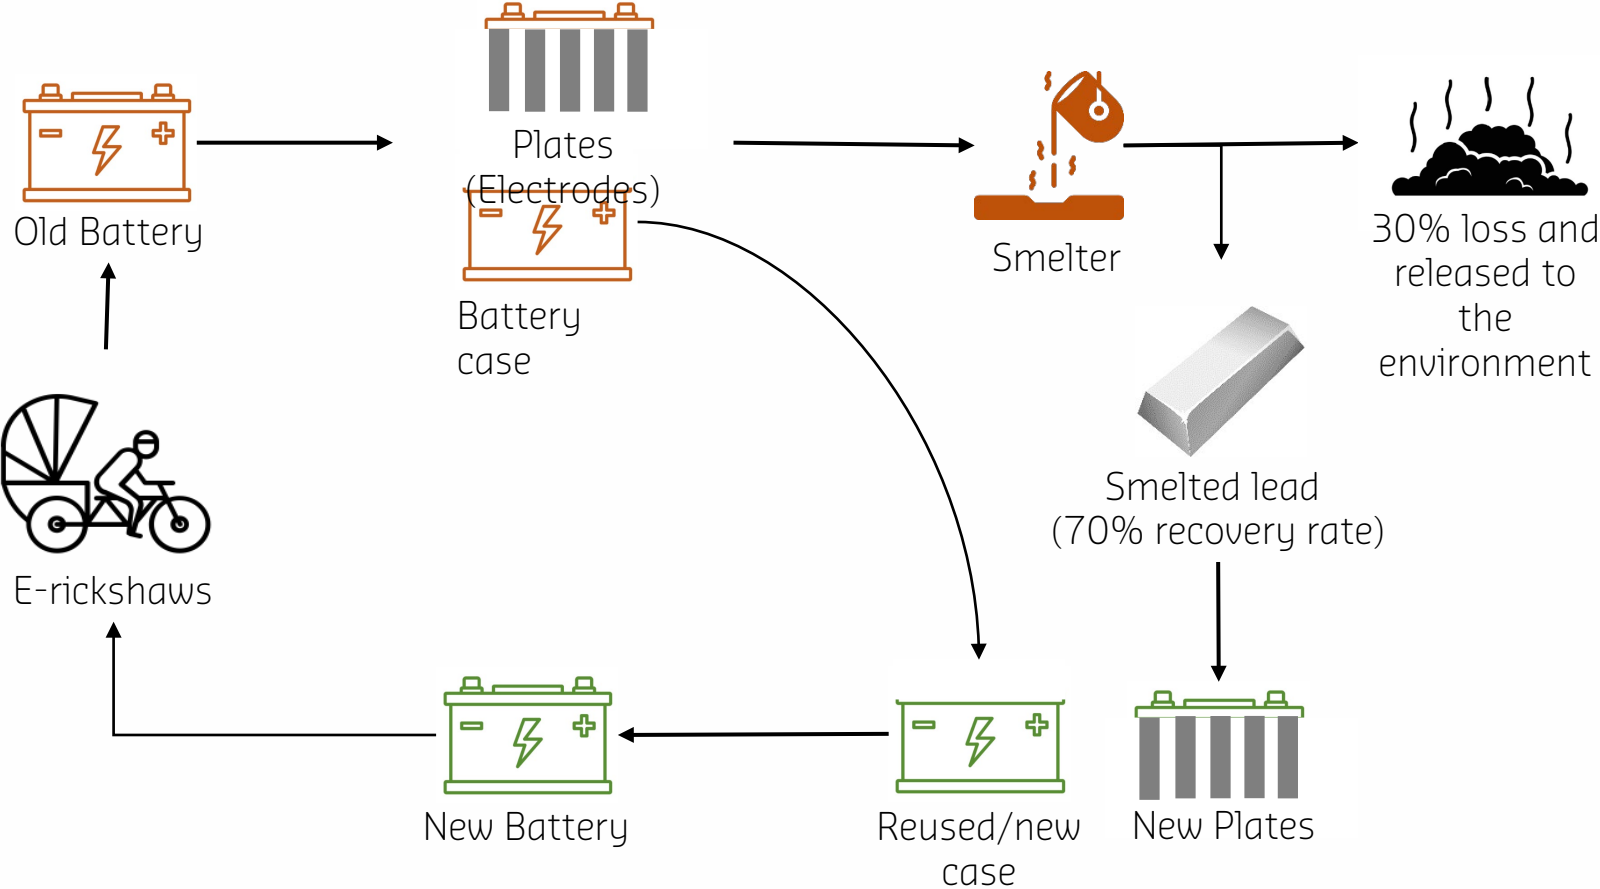 Plates
(Electrodes)
Old Battery
Battery
case
Smelter
30% loss and
released to
the
environment
Smelted lead
(70% recovery rate)
E-rickshaws
New Battery
Reused/new
case
New Plates